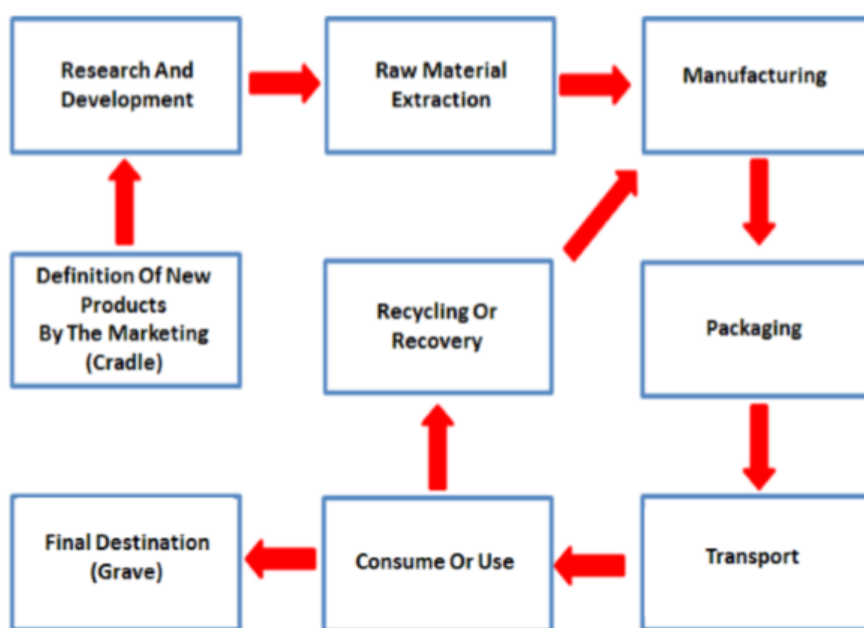 Research And
Development
Raw Material
Extraction
Manufacturing
Definition Of New
Products
By The Marketing
(Cradle)
Recycling Or
Recovery
Packaging
Final Destination
(Grave)
Consume Or Use
Transport